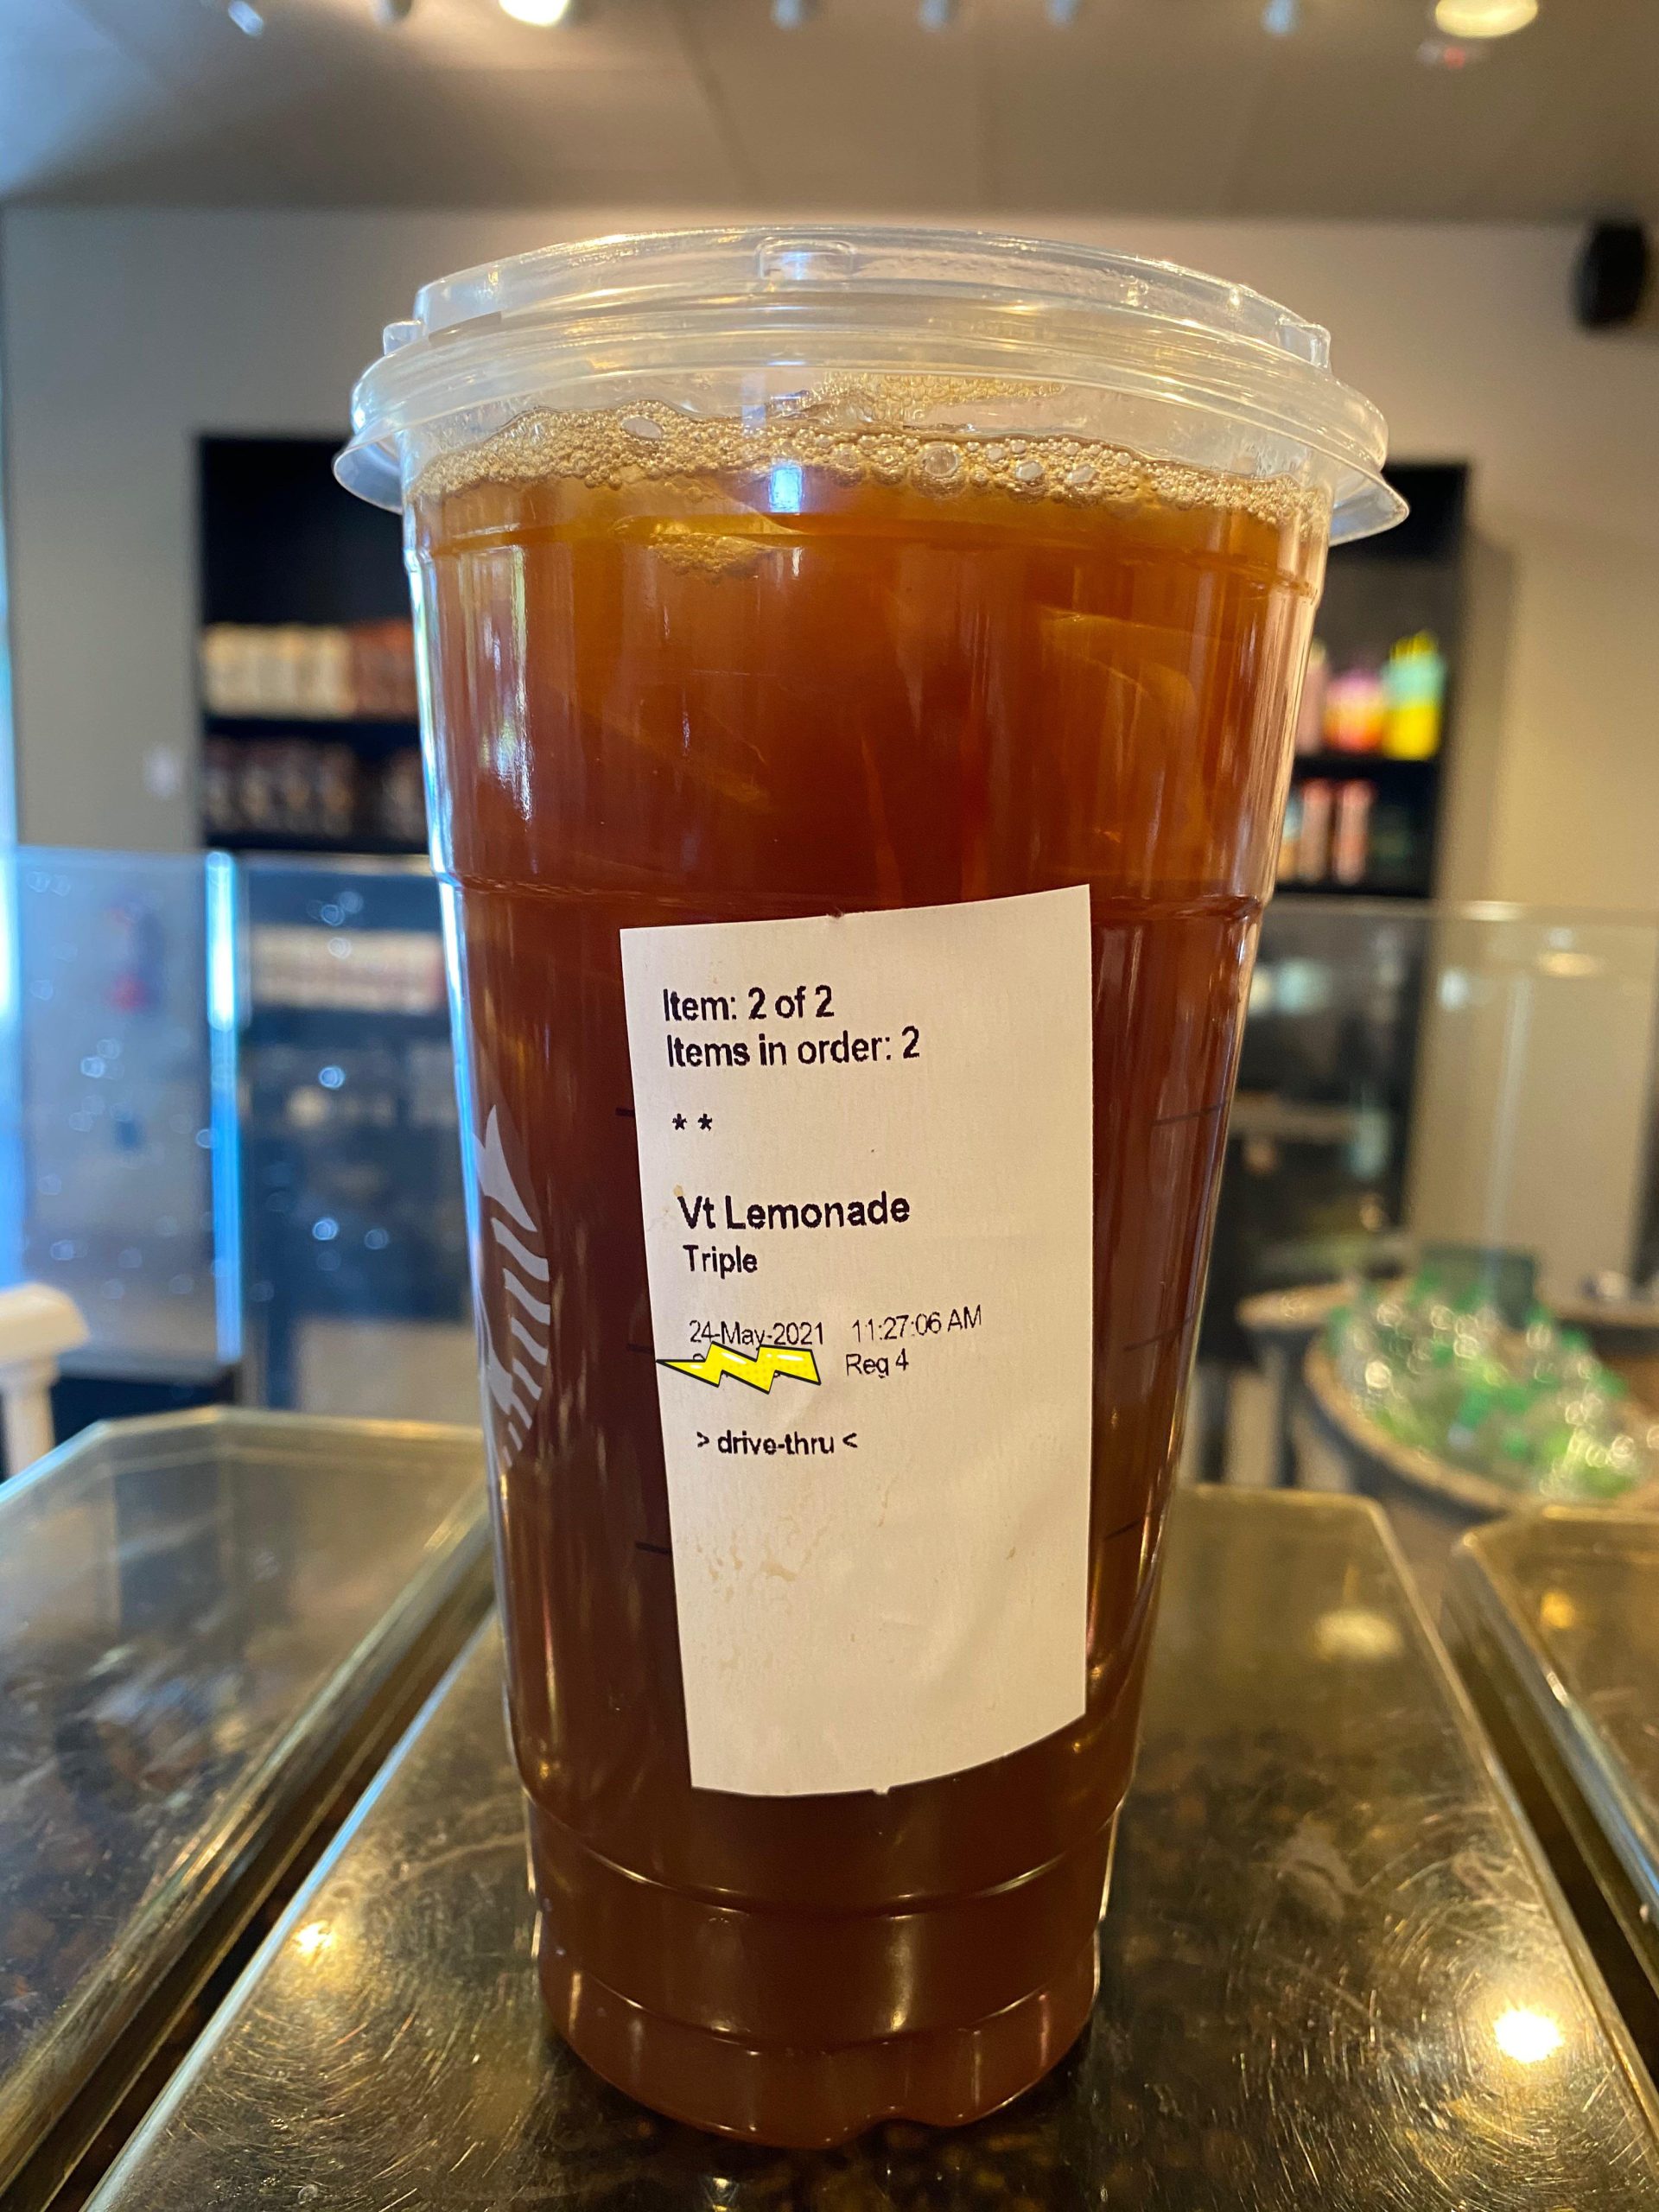 Item: 2 of 2
Items in order: 2
* *
Vt Lemonade
Triple
24-May-2021 11:27:06 AM
Reg 4
> drive-thru <